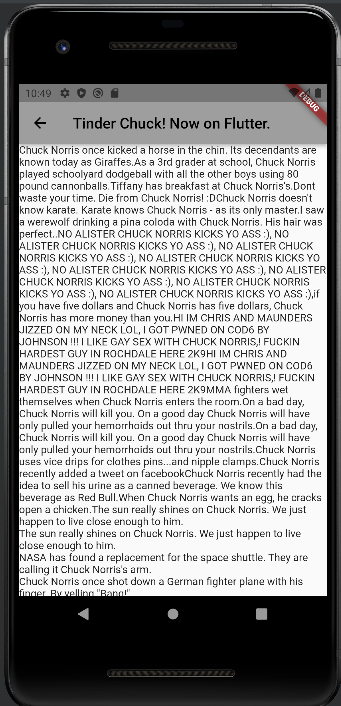 10:49
DEBUG
Tinder Chuck! Now on Flutter.
Chuck Norris once kicked a horse in the chin. Its decendants are
known today as Giraffes.As a 3rd grader at school, Chuck Norris
played schoolyard dodgeball with all the other boys using 80
pound cannonballs.Tiffany has breakfast at Chuck Norris's.Dont
waste your time. Die from Chuck Norris! :DChuck Norris doesn't
know karate. Karate knows Chuck Norris - as its only master.I saw
a werewolf drinking a pina coloda with Chuck Norris. His hair was
perfect..NO ALISTER CHUCK NORRIS KICKS YO ASS :), NO
ALISTER CHUCK NORRIS KICKS YO ASS :), NO ALISTER CHUCK
NORRIS KICKS YO ASS :), NO ALISTER CHUCK NORRIS KICKS YO
ASS :), NO ALISTER CHUCK NORRIS KICKS YO ASS :), NO ALISTER
CHUCK NORRIS KICKS YO ASS :), NO ALISTER CHUCK NORRIS
KICKS YO ASS :), NO ALISTER CHUCK NORRIS KICKS YO ASS :),if
you have five dollars and Chuck Norris has five dollars, Chuck
Norris has more money than you.HI IM CHRIS AND MAUNDERS
JIZZED ON MY NECK LOL, I GOT PWNED ON COD6 BY
JOHNSON !!! I LIKE GAY SEX WITH CHUCK NORRIS,! FUCKIN
HARDEST GUY IN ROCHDALE HERE 2K9HI IM CHRIS AND
MAUNDERS JIZZED ON MY NECK LOL, I GOT PWNED ON COD6
BY JOHNSON !!! I LIKE GAY SEX WITH CHUCK NORRIS,! FUCKIN
HARDEST GUY IN ROCHDALE HERE 2K9MMA fighters wet
themselves when Chuck Norris enters the room.On a bad day,
Chuck Norris will kill you. On a good day Chuck Norris will have
only pulled your hemorrhoids out thru your nostrils.On a bad day,
Chuck Norris will kill you. On a good day Chuck Norris will have
only pulled your hemorrhoids out thru your nostrils.Chuck Norris
uses vice drips for clothes pins...and nipple clamps.Chuck Norris
recently added a tweet on facebookChuck Norris recently had the
idea to sell his urine as a canned beverage. We know this
beverage as Red Bull.When Chuck Norris wants an egg, he cracks
open a chicken.The sun really shines on Chuck Norris. We just
happen to live close enough to him.
The sun really shines on Chuck Norris. We just happen to live
close enough to him.
NASA has found a replacement for the space shuttle. They are
calling it Chuck Norris's arm.
Chuck Norris once shot down a German fighter plane with his
finger. By yelling "Bang!"